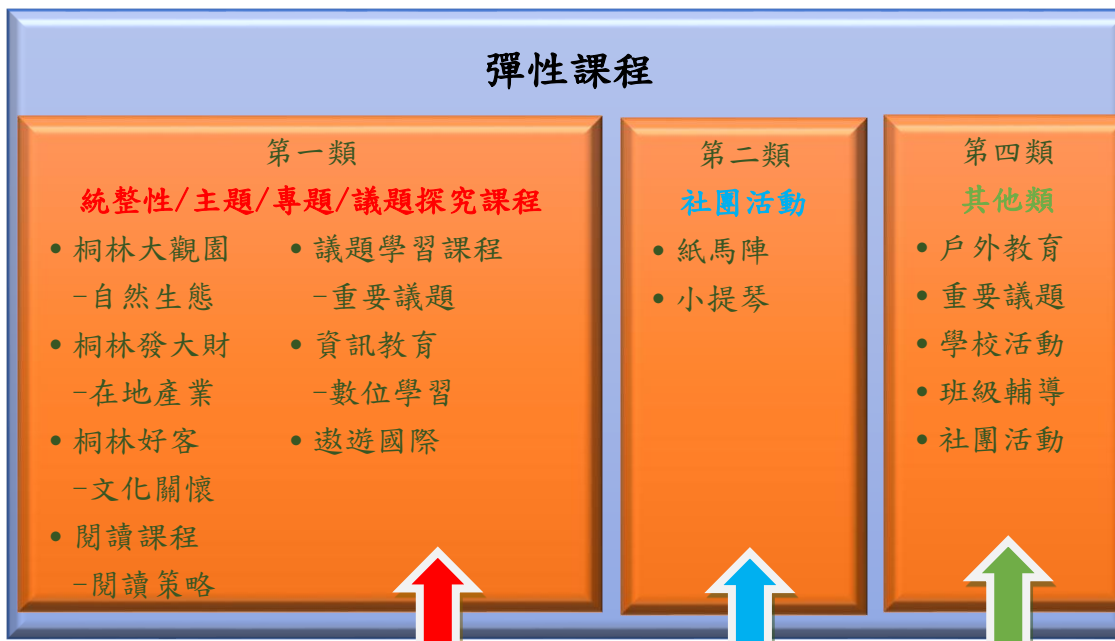 彈性課程
第一類
統整性/主題/專題/議題探究課程
• 桐林大觀園
-自然生態
• 桐林發大財
-在地產業
• 桐林好客
-文化關懷
• 閱讀課程
-閱讀策略
• 議題學習課程
-重要議題
• 資訊教育
-數位學習
• 遨遊國際
第二類
社團活動
• 紙馬陣
• 小提琴
第四類
其他類
• 戶外教育
• 重要議題
• 學校活動
• 班級輔導
• 社團活動